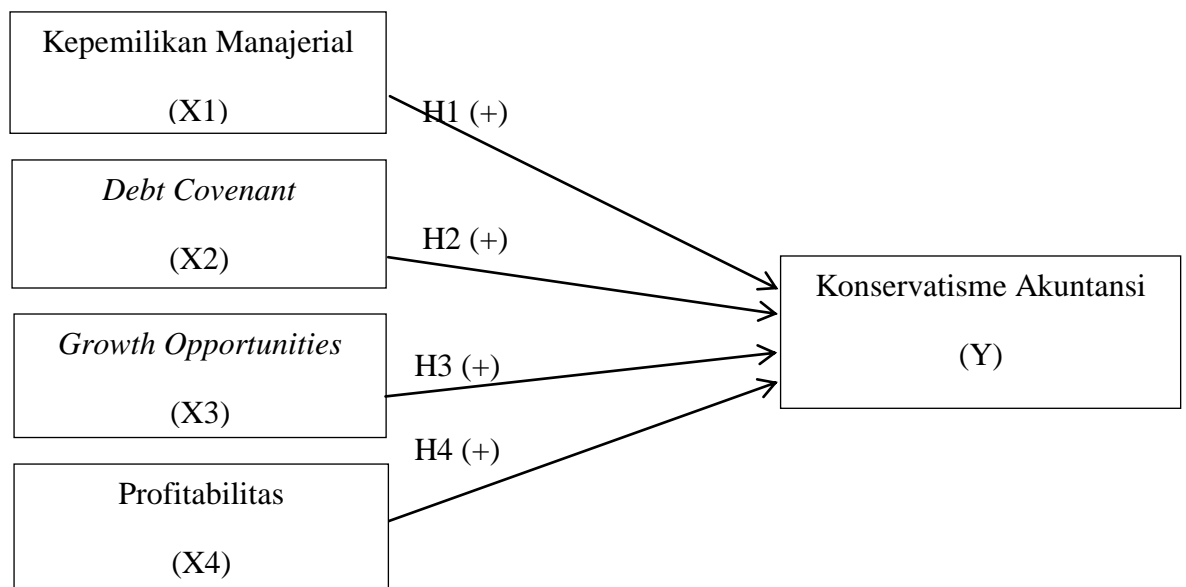 Kepemilikan Manajerial
(X1)
H1 (+)
Debt Covenant
(X2)
H2 (+)
Growth Opportunities
(X3)
H3 (+)
Profitabilitas
(X4)
H4 (+)
Konservatisme Akuntansi
(Y)